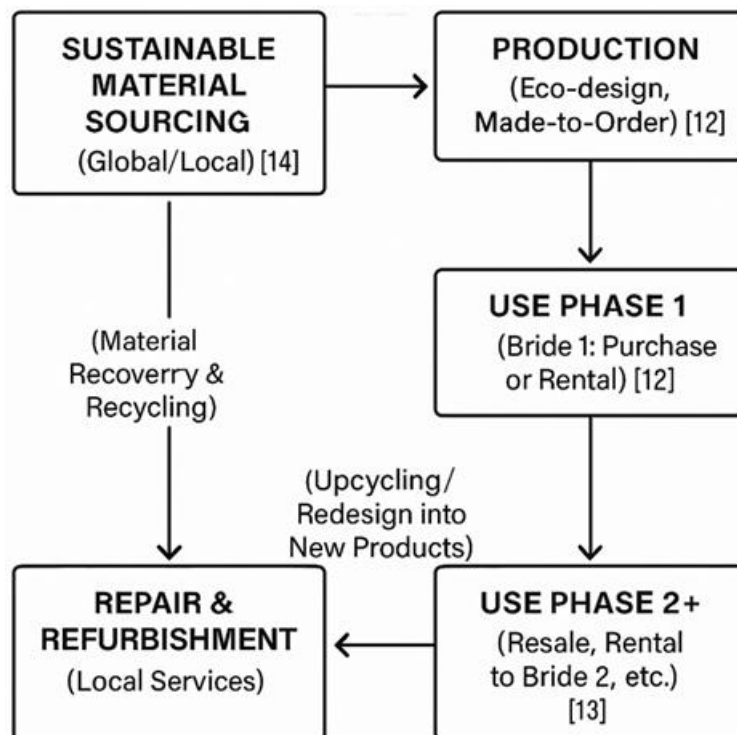 SUSTAINABLE
MATERIAL
SOURCING
(Global/Local) [14]
PRODUCTION
(Eco-design,
Made-to-Order) [12]
USE PHASE 1
(Bride 1: Purchase
or Rental) [12]
(Material
Recoverry &
Recycling)
(Upcycling/
Redesign into
New Products)
REPAIR &
REFURBISHMENT
(Local Services)
USE PHASE 2+
(Resale, Rental
to Bride 2, etc.)
[13]